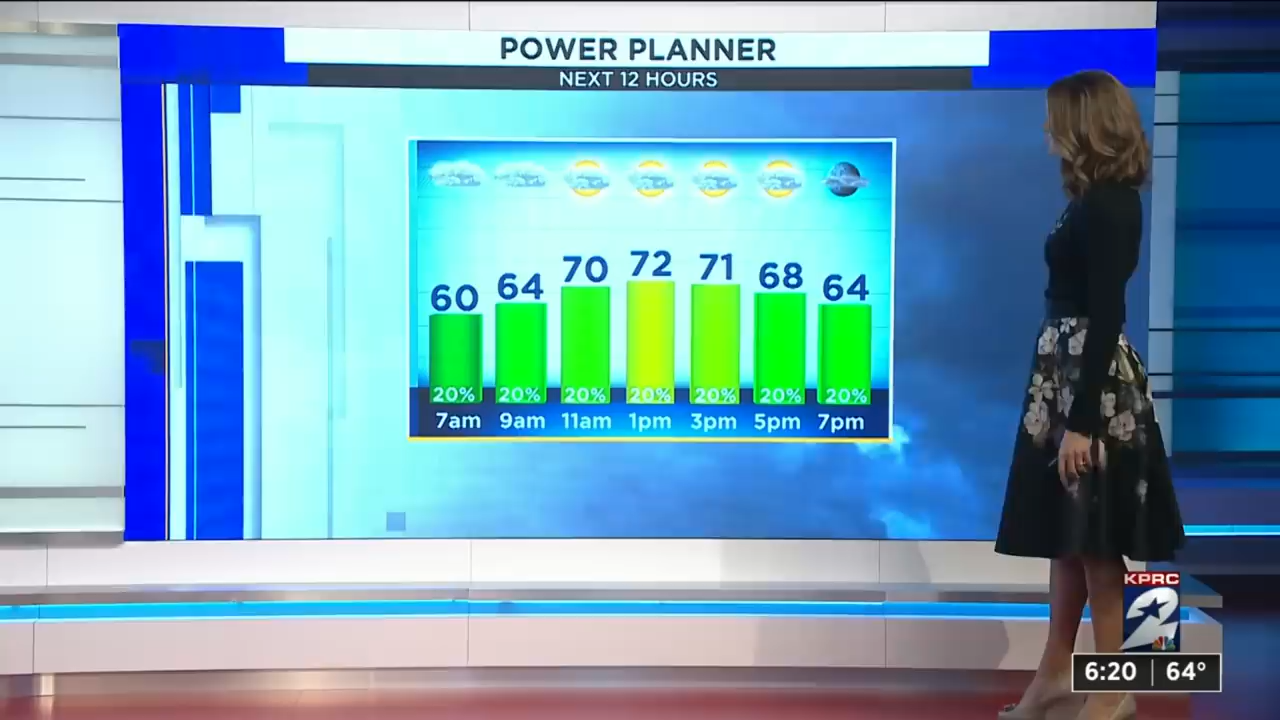 POWER PLANNER
NEXT 12 HOURS
60 64 70 72 71 68 64
20% 20% 20% 20% 20% 20% 20%
7am 9am 11am 1pm 3pm 5pm 7pm
KPRC
2
6:20 64°